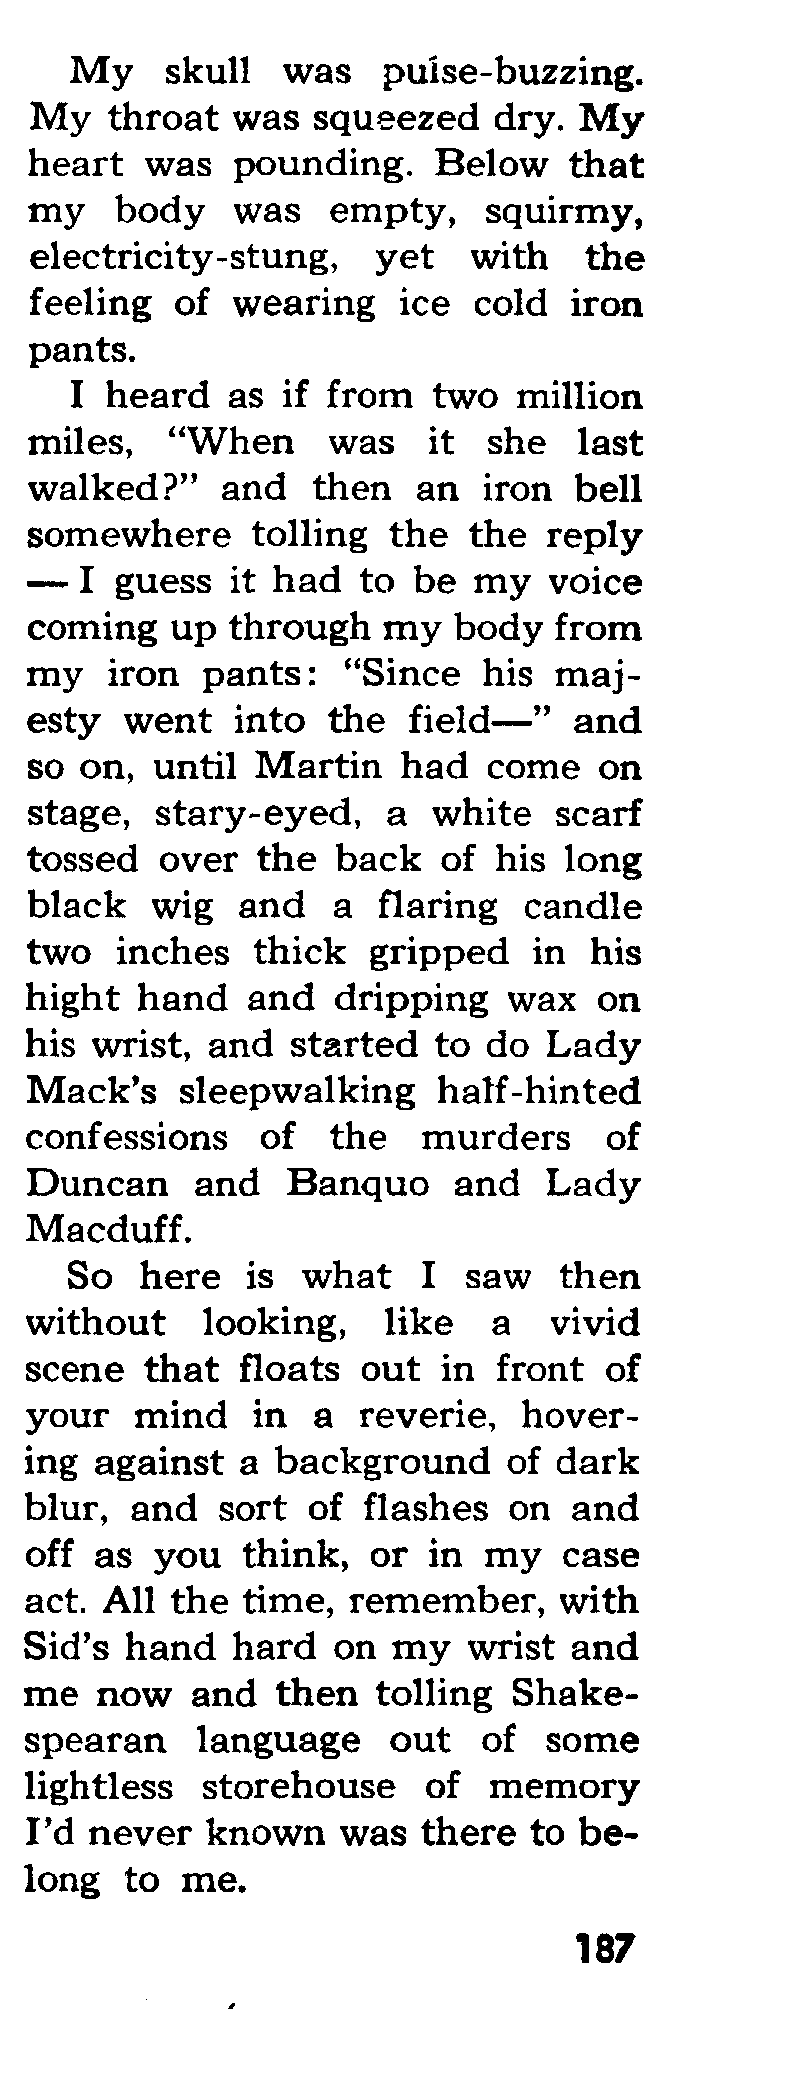 My skull was pulse-buzzing.
My throat was squeezed dry. My
heart was pounding. Below that
my body was empty, squirmy,
electricity-stung, yet with the
feeling of wearing ice cold iron
pants.
I heard as if from two million
miles, “When was it she last
walked?” and then an iron bell
somewhere tolling the the reply
— I guess it had to be my voice
coming up through my body from
my iron pants: “Since his maj-
esty went into the field—” and
so on, until Martin had come on
stage, stary-eyed, a white scarf
tossed over the back of his long
black wig and a flaring candle
two inches thick gripped in his
hight hand and dripping wax on
his wrist, and started to do Lady
Mack’s sleepwalking half-hinted
confessions of the murders of
Duncan and Banquo and Lady
Macduff.
So here is what I saw then
without looking, like a vivid
scene that floats out in front of
your mind in a reverie, hover-
ing against a background of dark
blur, and sort of flashes on and
off as you think, or in my case
act. All the time, remember, with
Sid’s hand hard on my wrist and
me now and then tolling Shake-
spearan language out of some
lightless storehouse of memory
I’d never known was there to be-
long to me.
187